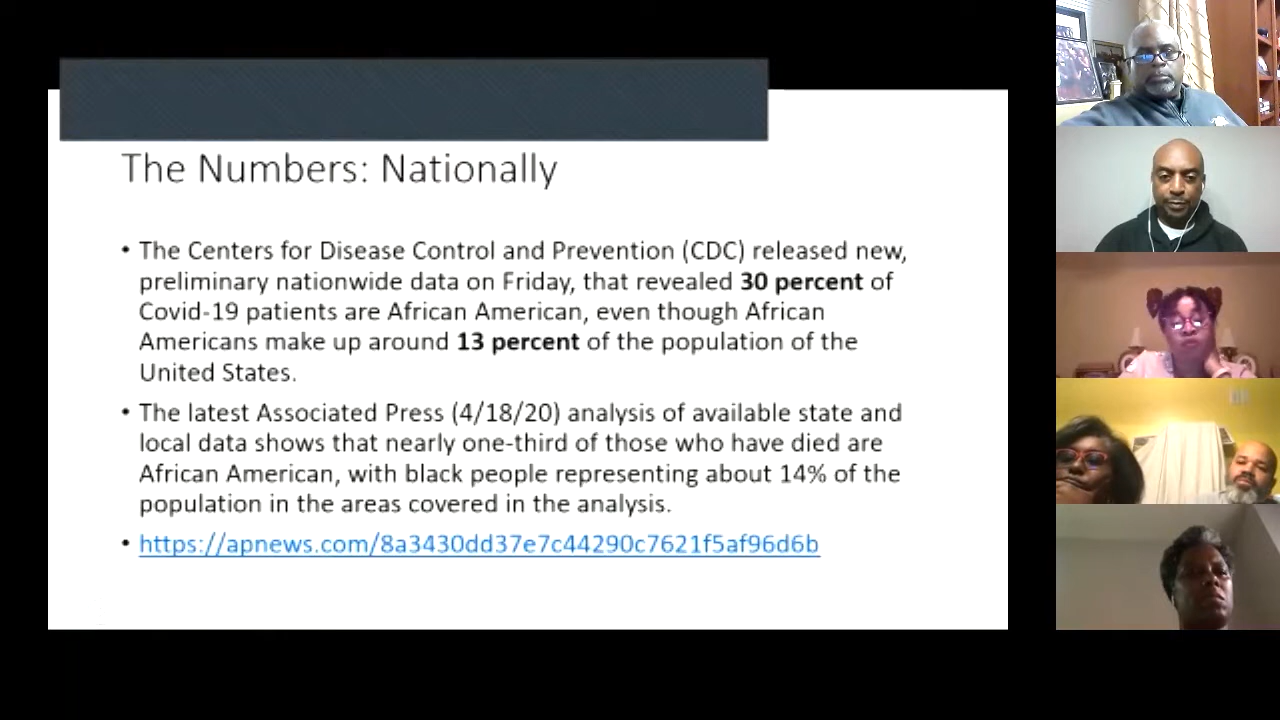 The Numbers: Nationally
• The Centers for Disease Control and Prevention (CDC) released new,
preliminary nationwide data on Friday, that revealed 30 percent of
Covid-19 patients are African American, even though African
Americans make up around 13 percent of the population of the
United States.
• The latest Associated Press (4/18/20) analysis of available state and
local data shows that nearly one-third of those who have died are
African American, with black people representing about 14% of the
population in the areas covered in the analysis.
• https://apnews.com/8a3430dd37e7c44290c7621f5af96d6b